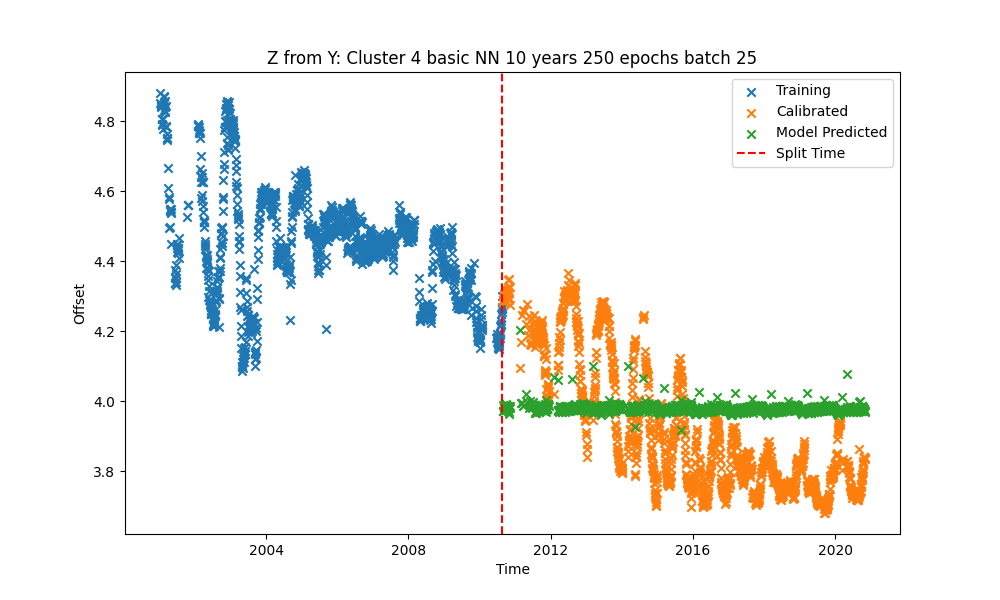 Z from Y: Cluster 4 basic NN 10 years 250 epochs batch 25
Training
Calibrated
Model Predicted
Split Time
4.8
4.6
4.4
4.2
4.0
3.8
Offset
2004
2008
2012
2016
2020
Time